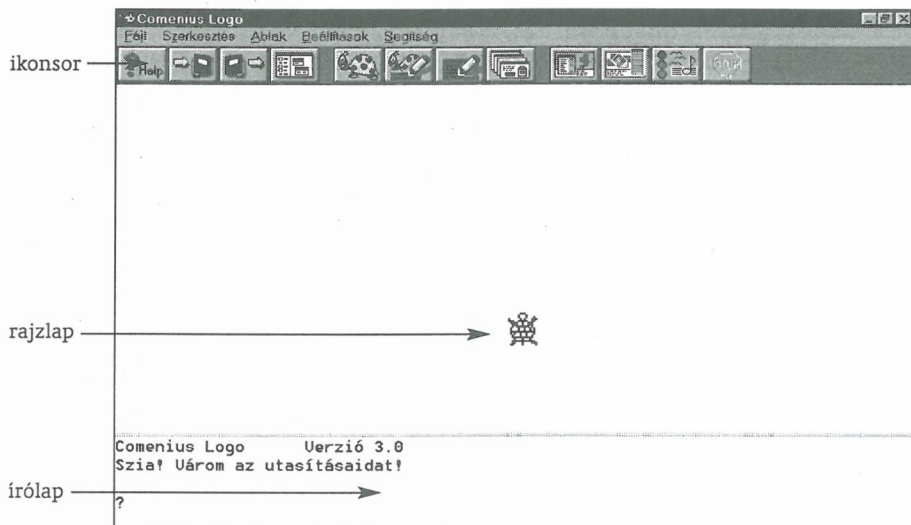 Comenius Logo
Fájl Szerkesztés Ablak Beállítások Segítség
ikonsor
Help
rajzlap
Comenius Logo Verzió 3.0
Szia! Várom az utasításaidat!
írólap
?